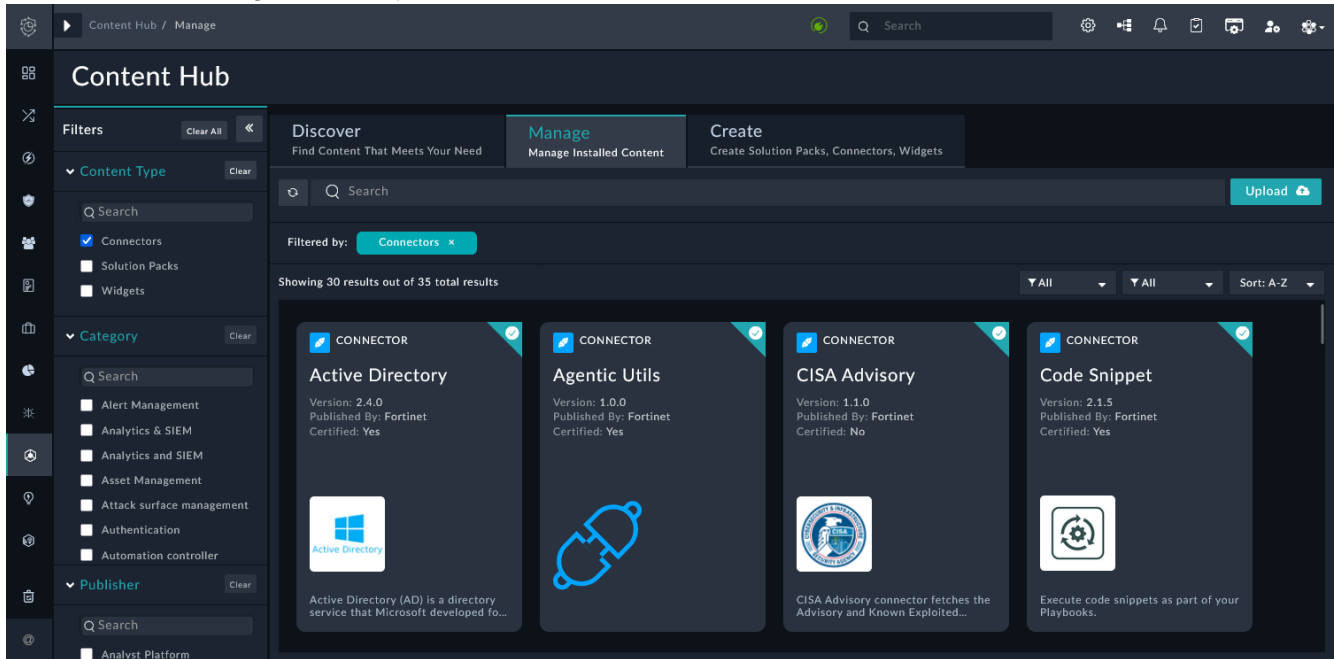 Content Hub / Manage
Search
Content Hub
Filters
Clear All
Content Type
Clear
Search
Connectors
Solution Packs
Widgets
Category
Clear
Search
Alert Management
Analytics & SIEM
Analytics and SIEM
Asset Management
Attack surface management
Authentication
Automation controller
Publisher
Clear
Search
Analyst Platform
Discover
Find Content That Meets Your Need
Manage
Manage Installed Content
Create
Create Solution Packs, Connectors, Widgets
Search
Upload
Filtered by:
Connectors ×
Showing 30 results out of 35 total results
All
All
Sort: A-Z
CONNECTOR
Active Directory
Version: 2.4.0
Published By: Fortinet
Certified: Yes
Active Directory
Active Directory (AD) is a directory
service that Microsoft developed fo...
CONNECTOR
Agentic Utils
Version: 1.0.0
Published By: Fortinet
Certified: Yes
CONNECTOR
CISA Advisory
Version: 1.1.0
Published By: Fortinet
Certified: No
CISA
CISA Advisory connector fetches the
Advisory and Known Exploited...
CONNECTOR
Code Snippet
Version: 2.1.5
Published By: Fortinet
Certified: Yes
Execute code snippets as part of your
Playbooks.